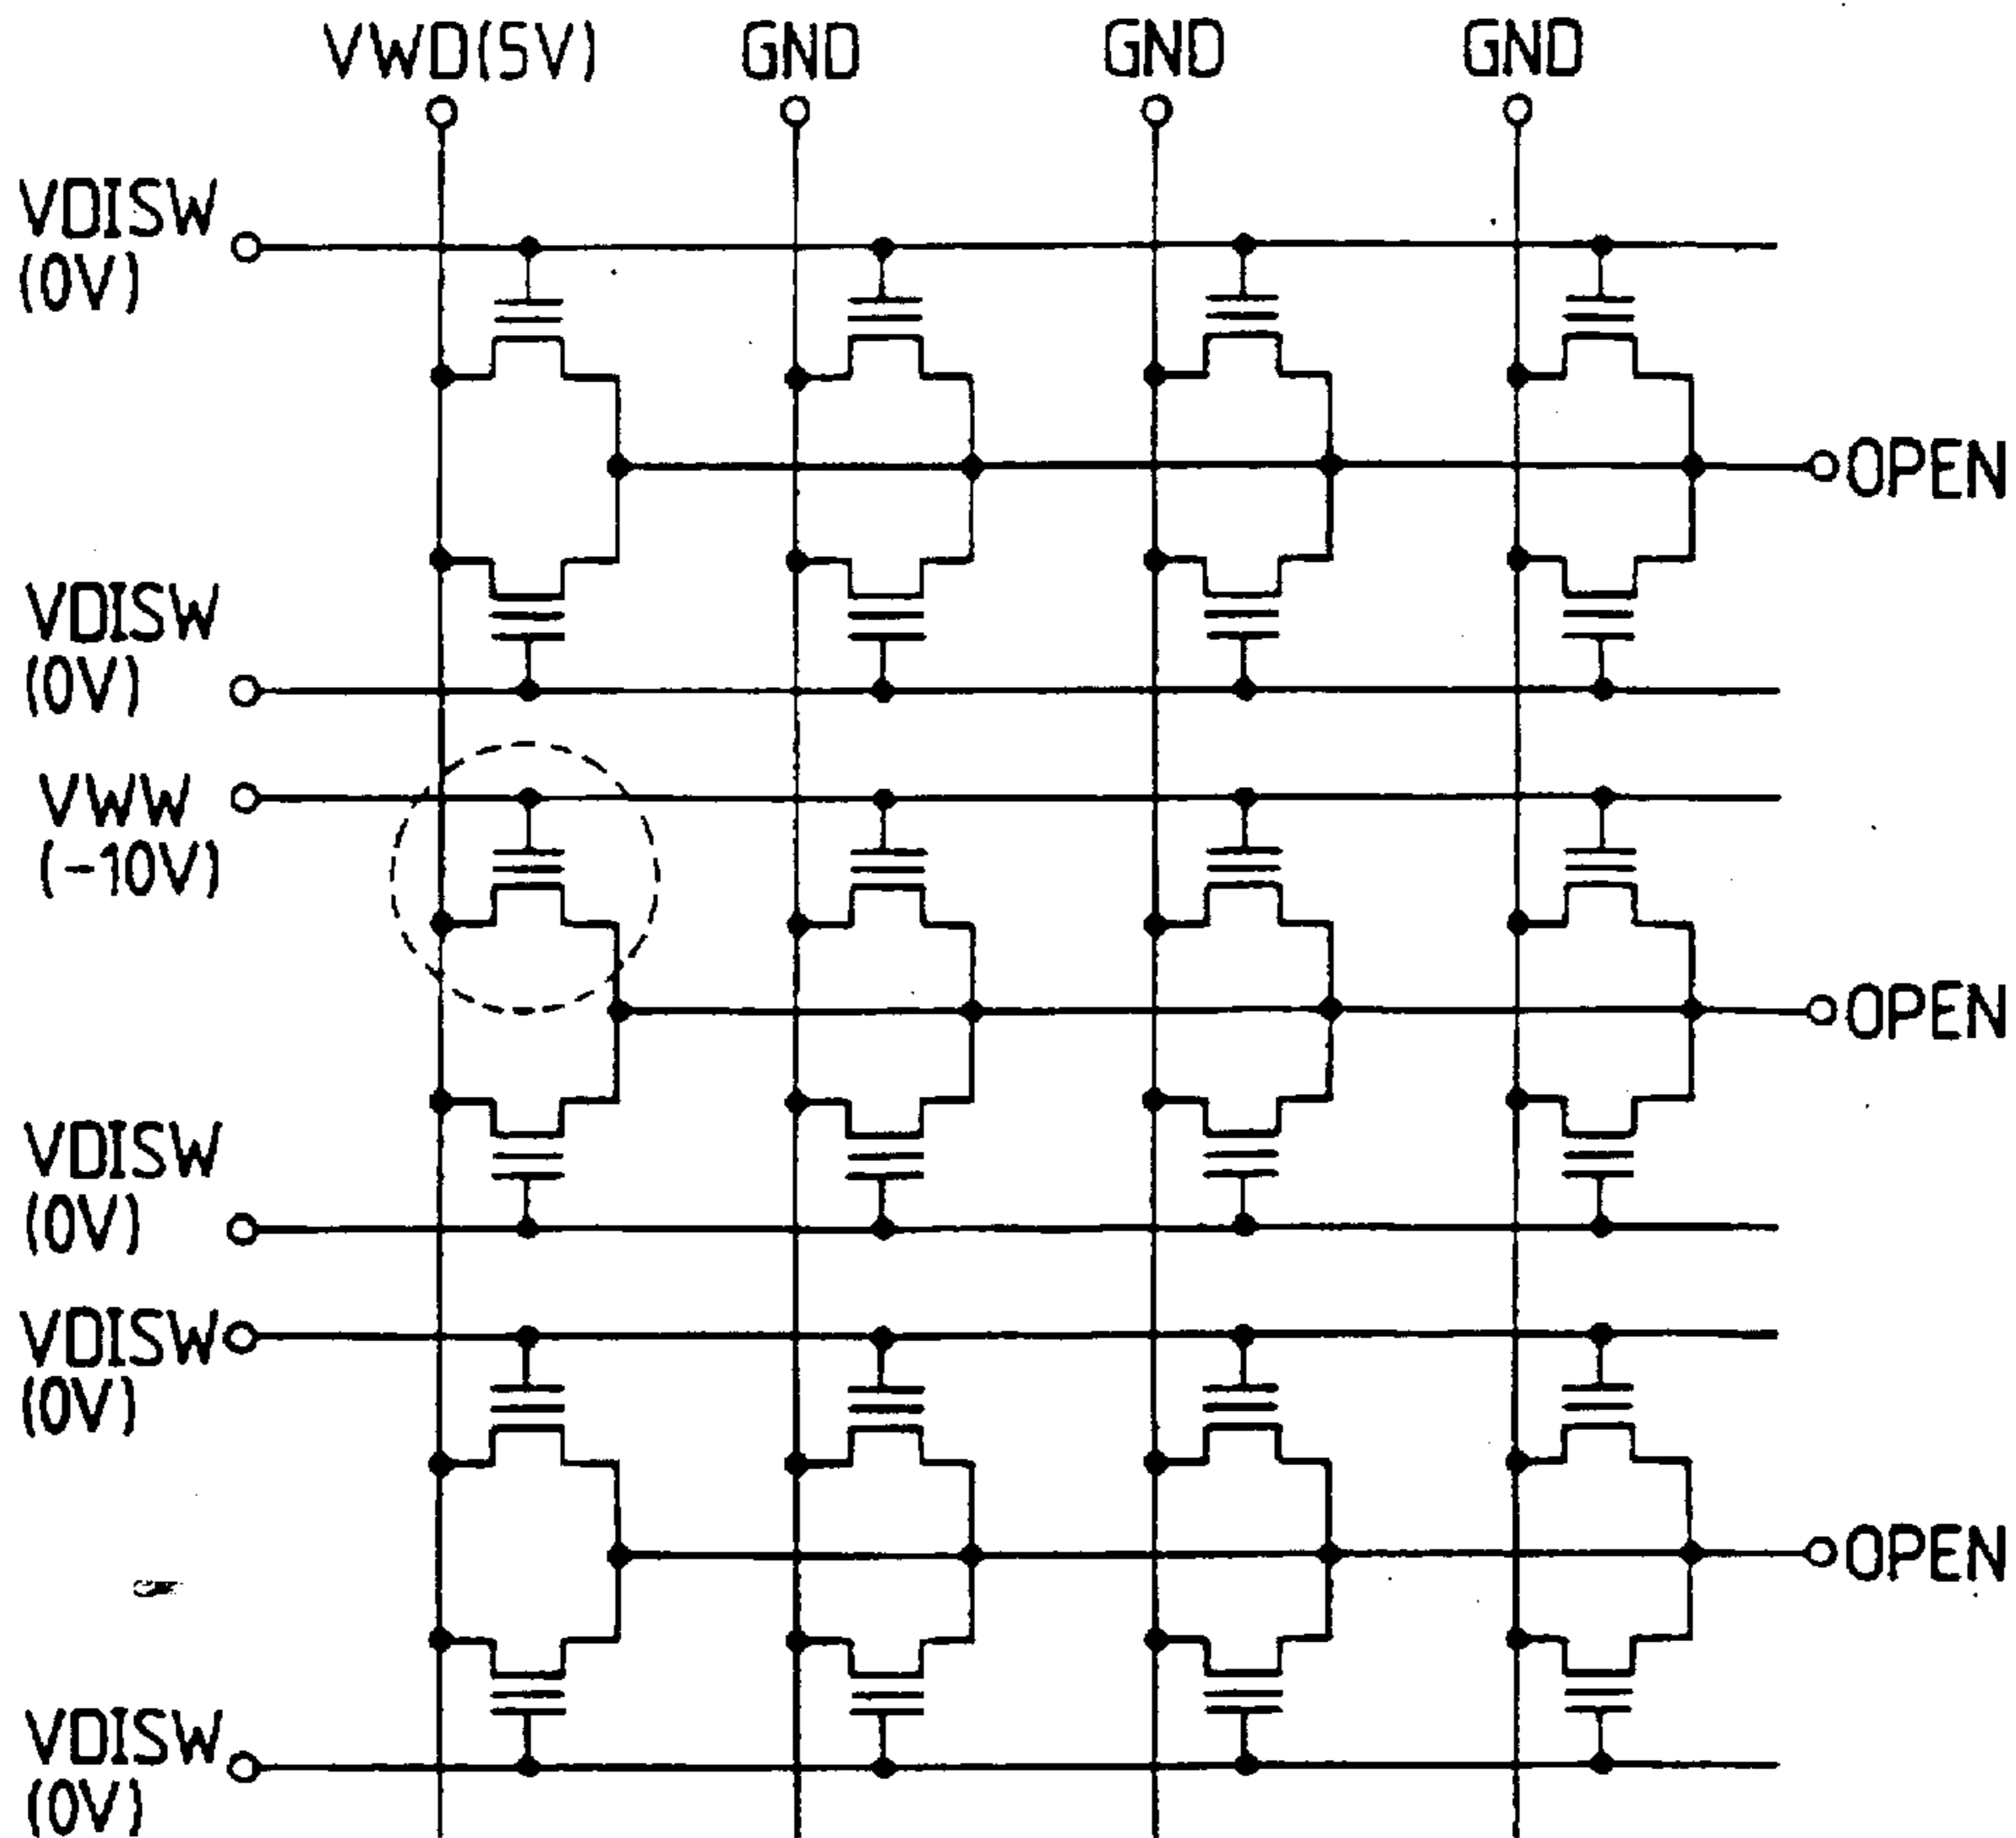 VWD(5V) GND GND GND
VDISW
(0V)
OPEN
VDISW
(0V)
VWW
(-10V)
OPEN
VDISW
(0V)
VDISW
(0V)
OPEN
VDISW
(0V)